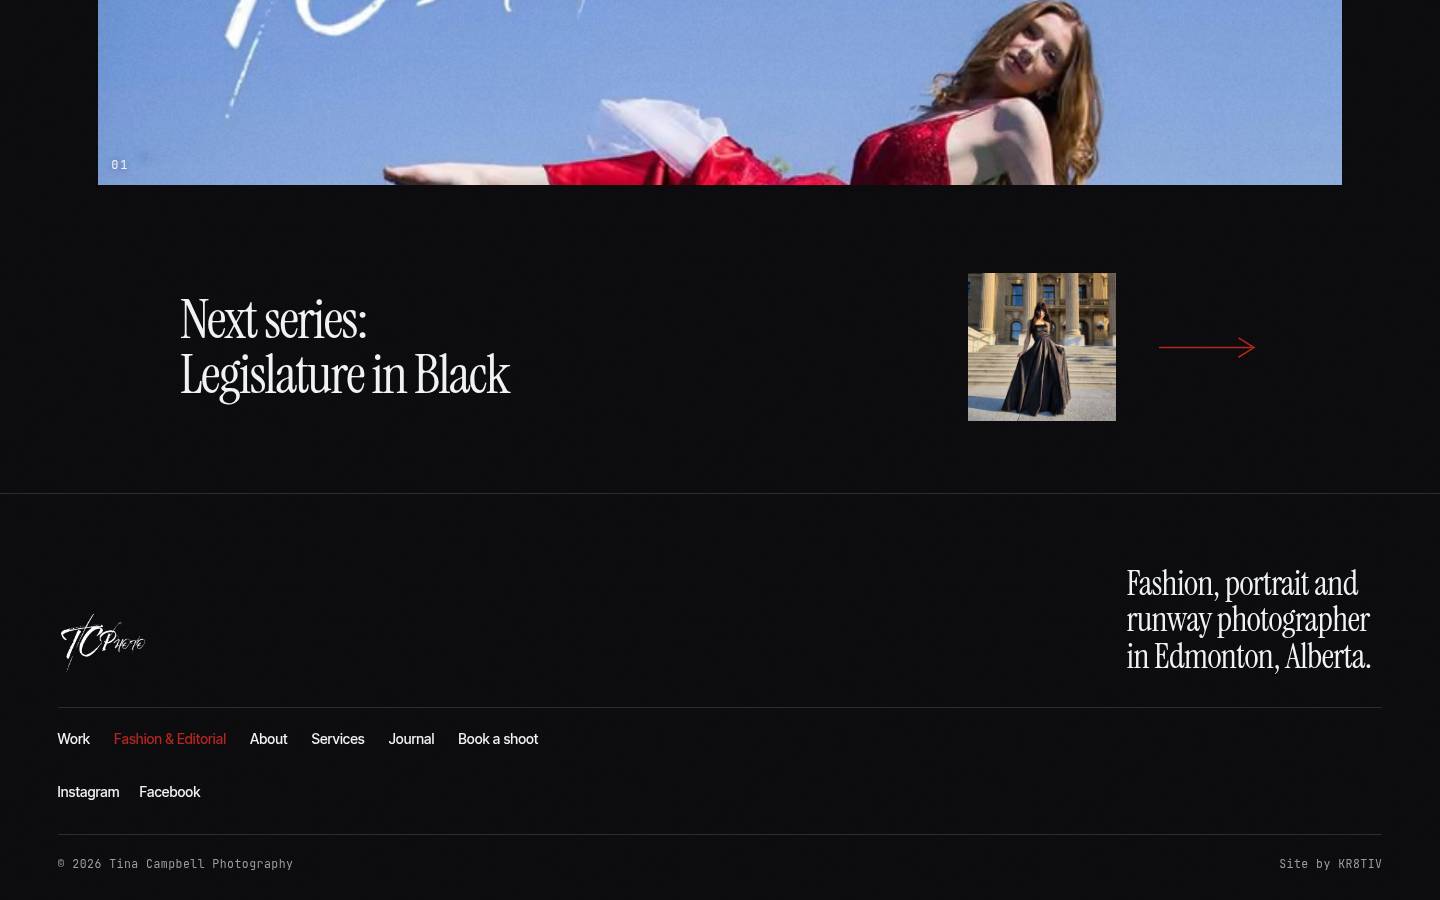 TC
01
Next series:
Legislature in Black
Fashion, portrait and
runway photographer
in Edmonton, Alberta.
TCPHOTO
Work Fashion & Editorial About Services Journal Book a shoot
Instagram Facebook
© 2026 Tina Campbell Photography
Site by KR8TIV